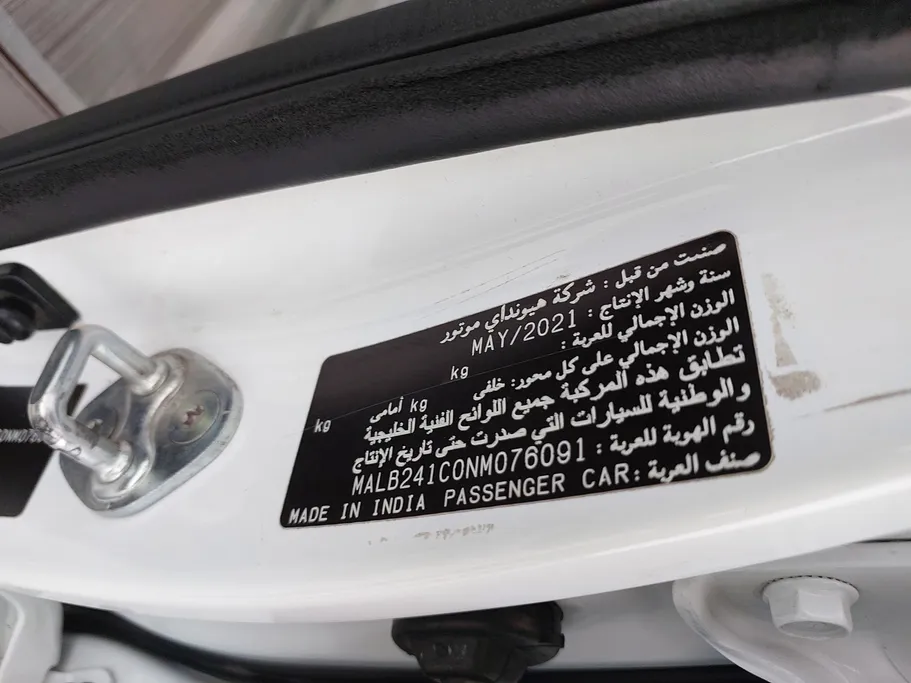 صنعت من قبل : شركة هيونداي موتور
سنة وشهر الإنتاج : MAY/2021
الوزن الإجمالي للعربة : kg
الوزن الإجمالي على كل محور: خلفى kg أمامى kg
تطابق هذه المركبة جميع اللوائح الفنية الخليجية
والوطنية للسيارات التي صدرت حتى تاريخ الإنتاج
رقم الهوية للعربة : MALB241C0NM076091
صنف العربة : MADE IN INDIA PASSENGER CAR